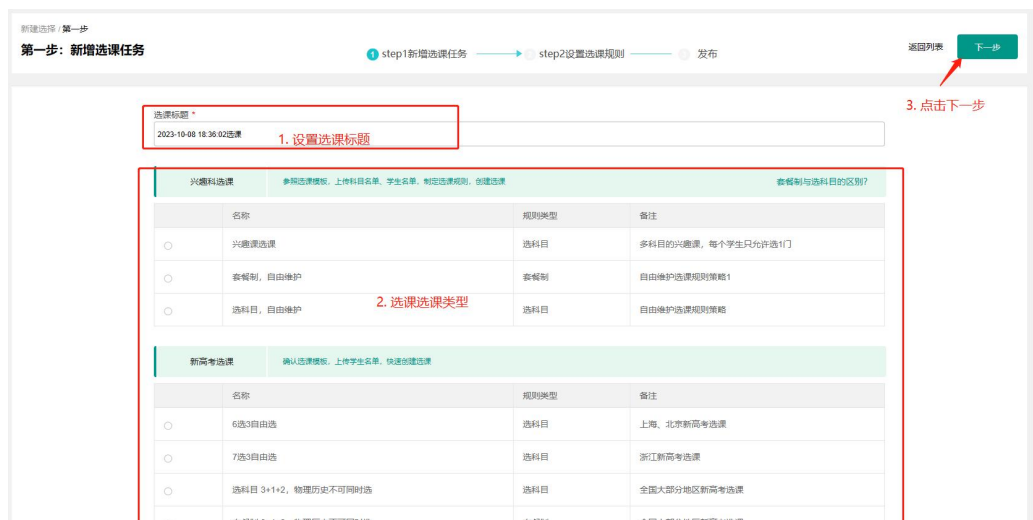 新建选择 / 第一步
第一步：新增选课任务
1 step1新增选课任务 step2设置选课规则 发布
返回列表 下一步
3. 点击下一步
选课标题 *
2023-10-08 18:36:02选课
1. 设置选课标题
兴趣科选课 参照选课模板、上传科目名单、学生名单、制定选课规则、创建选课 套餐制与选科目的区别?
名称 规则类型 备注
兴趣课选课 选科目 多科目的兴趣课，每个学生只允许选1门
套餐制，自由维护 套餐制 自由维护选课规则策略1
选科目，自由维护 选科目 自由维护选课规则策略
2. 选课选课类型
新高考选课 确认选课模板、上传学生名单、快速创建选课
名称 规则类型 备注
6选3自由选 选科目 上海、北京新高考选课
7选3自由选 选科目 浙江新高考选课
选科目 3+1+2，物理历史不可同时选 选科目 全国大部分地区新高考选课